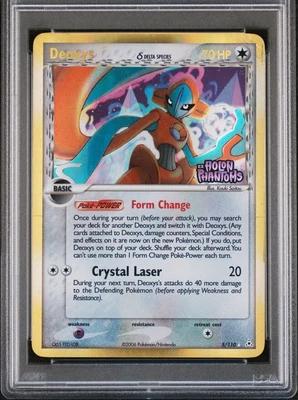 Deoxys δ DELTA SPECIES 70 HP
EX
HOLON
PHANTOMS
Illus. Kouki Saitou
BASIC
Poké-POWER Form Change
Once during your turn (before your attack), you may search
your deck for another Deoxys and switch it with Deoxys. (Any
cards attached to Deoxys, damage counters, Special Conditions,
and effects on it are now on the new Pokémon.) If you do, put
Deoxys on top of your deck. Shuffle your deck afterward. You
can't use more than 1 Form Change Poké-Power each turn.
Crystal Laser 20
During your next turn, Deoxys's attacks do 40 more damage
to the Defending Pokémon (before applying Weakness and
Resistance).
weakness resistance retreat cost
©2006 Pokémon/Nintendo 5/110